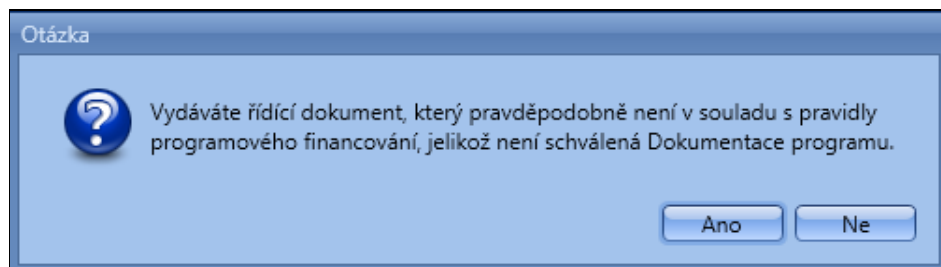 Otázka
Vydáváte řídící dokument, který pravděpodobně není v souladu s pravidly
programového financování, jelikož není schválená Dokumentace programu.
Ano
Ne